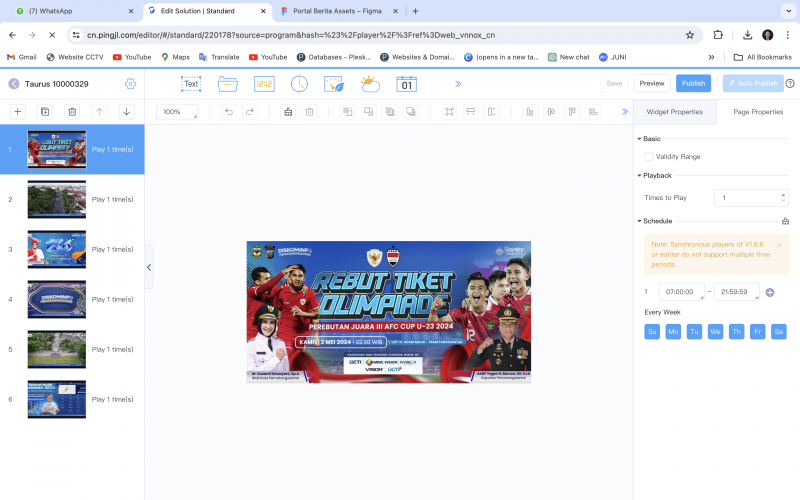 (7) WhatsApp
Edit Solution | Standard
Portal Berita Assets – Figma
cn.pingjl.com/editor/#/standard/220178?source=program&hash=%23%2Fplayer%2F%3Fref%3Dweb_vnnox_cn
Gmail
Website CCTV
YouTube
Maps
Translate
YouTube
Databases - Plesk...
Websites & Domai...
(opens in a new ta...
New chat
JUNI
All Bookmarks
Taurus 10000329
Text
12:12
01
Save
Preview
Publish
Auto Publish
100%
Widget Properties
Page Properties
1
Play 1 time(s)
2
Play 1 time(s)
3
Play 1 time(s)
4
Play 1 time(s)
5
Play 1 time(s)
6
Play 1 time(s)
DISKOMINFO
REBUT TIKET
OLIMPIADE
PEREBUTAN JUARA III AFC CUP U-23 2024
KAMIS, 2 MEI 2024 | 22.30 WIB
Basic
Validity Range
Playback
Times to Play
1
Schedule
Note: Synchronous players of V1.6.6
or earlier do not support multiple time
periods.
1
07:00:00
–
21:59:59
Every Week
Su
Mo
Tu
We
Th
Fr
Sa